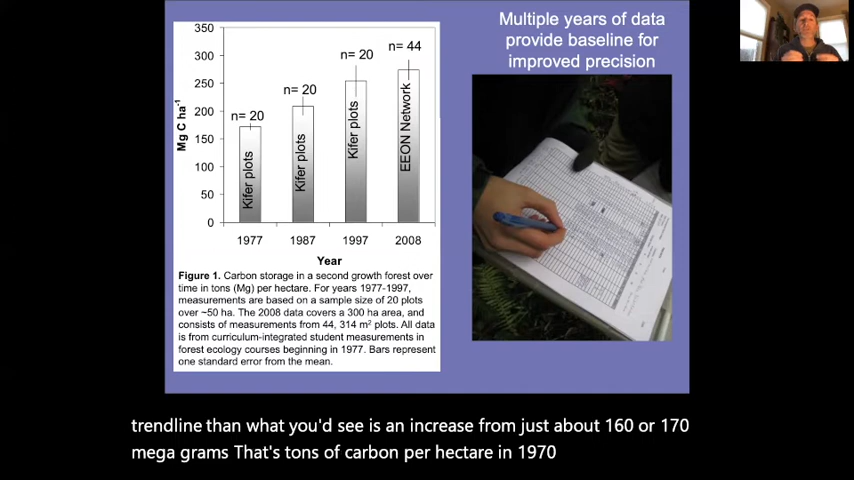 Multiple years of data
provide baseline for
improved precision
350
300
250
200
150
100
50
0
Mg C ha-1
n= 20
n= 20
n= 20
n= 44
Kifer plots
Kifer plots
Kifer plots
EEON Network
1977 1987 1997 2008
Year
Figure 1. Carbon storage in a second growth forest over
time in tons (Mg) per hectare. For years 1977-1997,
measurements are based on a sample size of 20 plots
over ~50 ha. The 2008 data covers a 300 ha area, and
consists of measurements from 44, 314 m2 plots. All data
is from curriculum-integrated student measurements in
forest ecology courses beginning in 1977. Bars represent
one standard error from the mean.
trendline than what you'd see is an increase from just about 160 or 170
mega grams That's tons of carbon per hectare in 1970